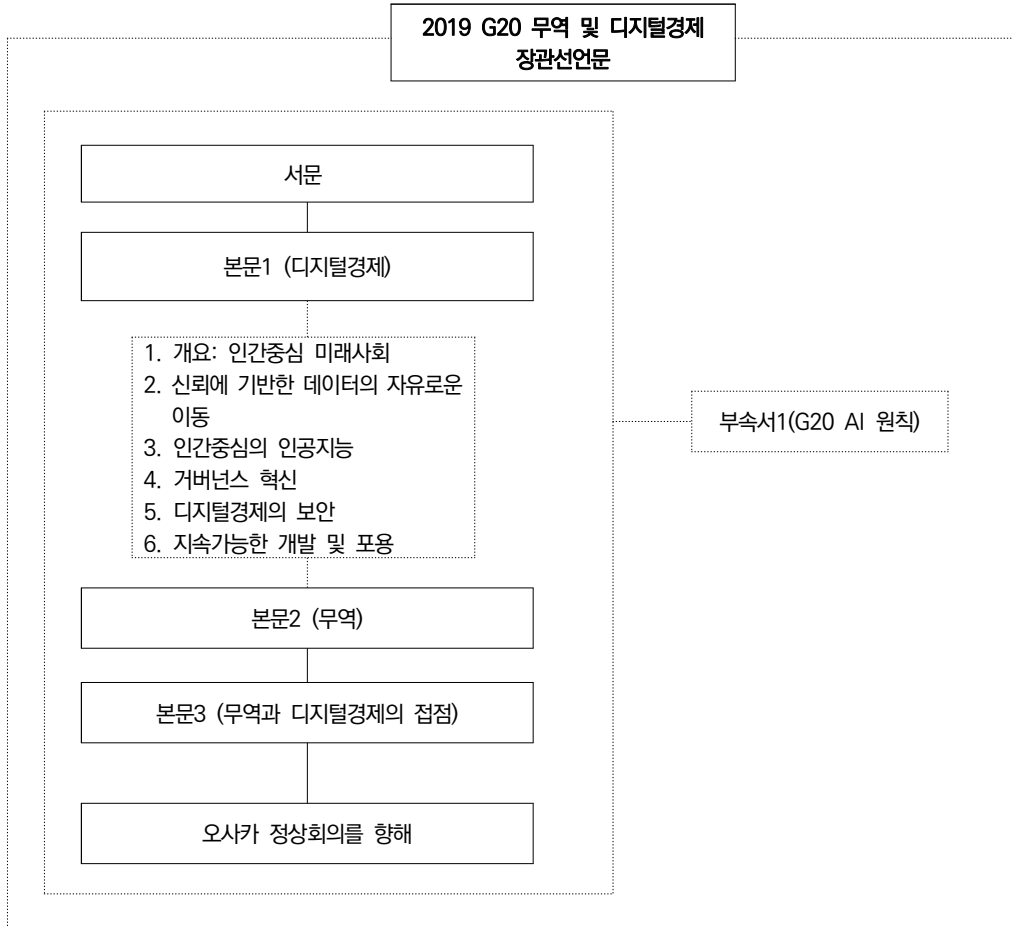 2019 G20 무역 및 디지털경제
장관선언문
서문
본문1 (디지털경제)
1. 개요: 인간중심 미래사회
2. 신뢰에 기반한 데이터의 자유로운
이동
3. 인간중심의 인공지능
4. 거버넌스 혁신
5. 디지털경제의 보안
6. 지속가능한 개발 및 포용
부속서1(G20 AI 원칙)
본문2 (무역)
본문3 (무역과 디지털경제의 접점)
오사카 정상회의를 향해